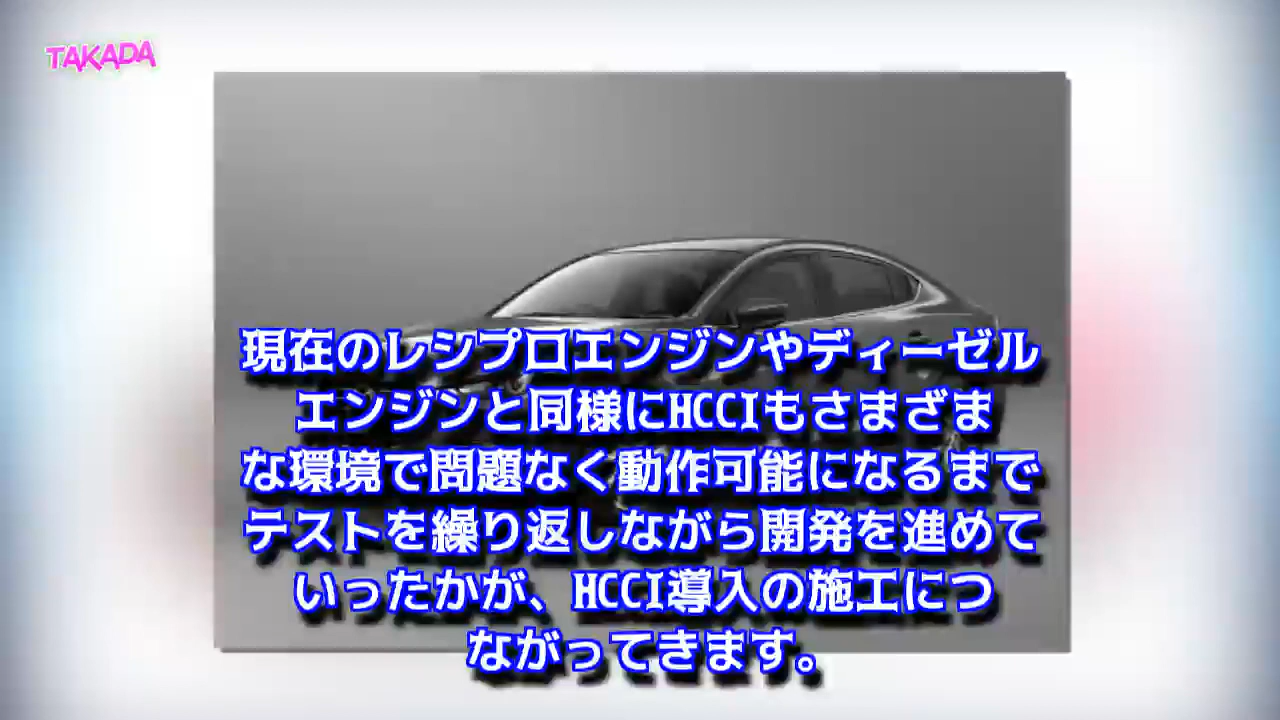 TAKADA
現在のレシプロエンジンやディーゼル
エンジンと同様にHCCIもさまざま
な環境で問題なく動作可能になるまで
テストを繰り返しながら開発を進めて
いったかが、HCCI導入の施工につ
ながってきます。